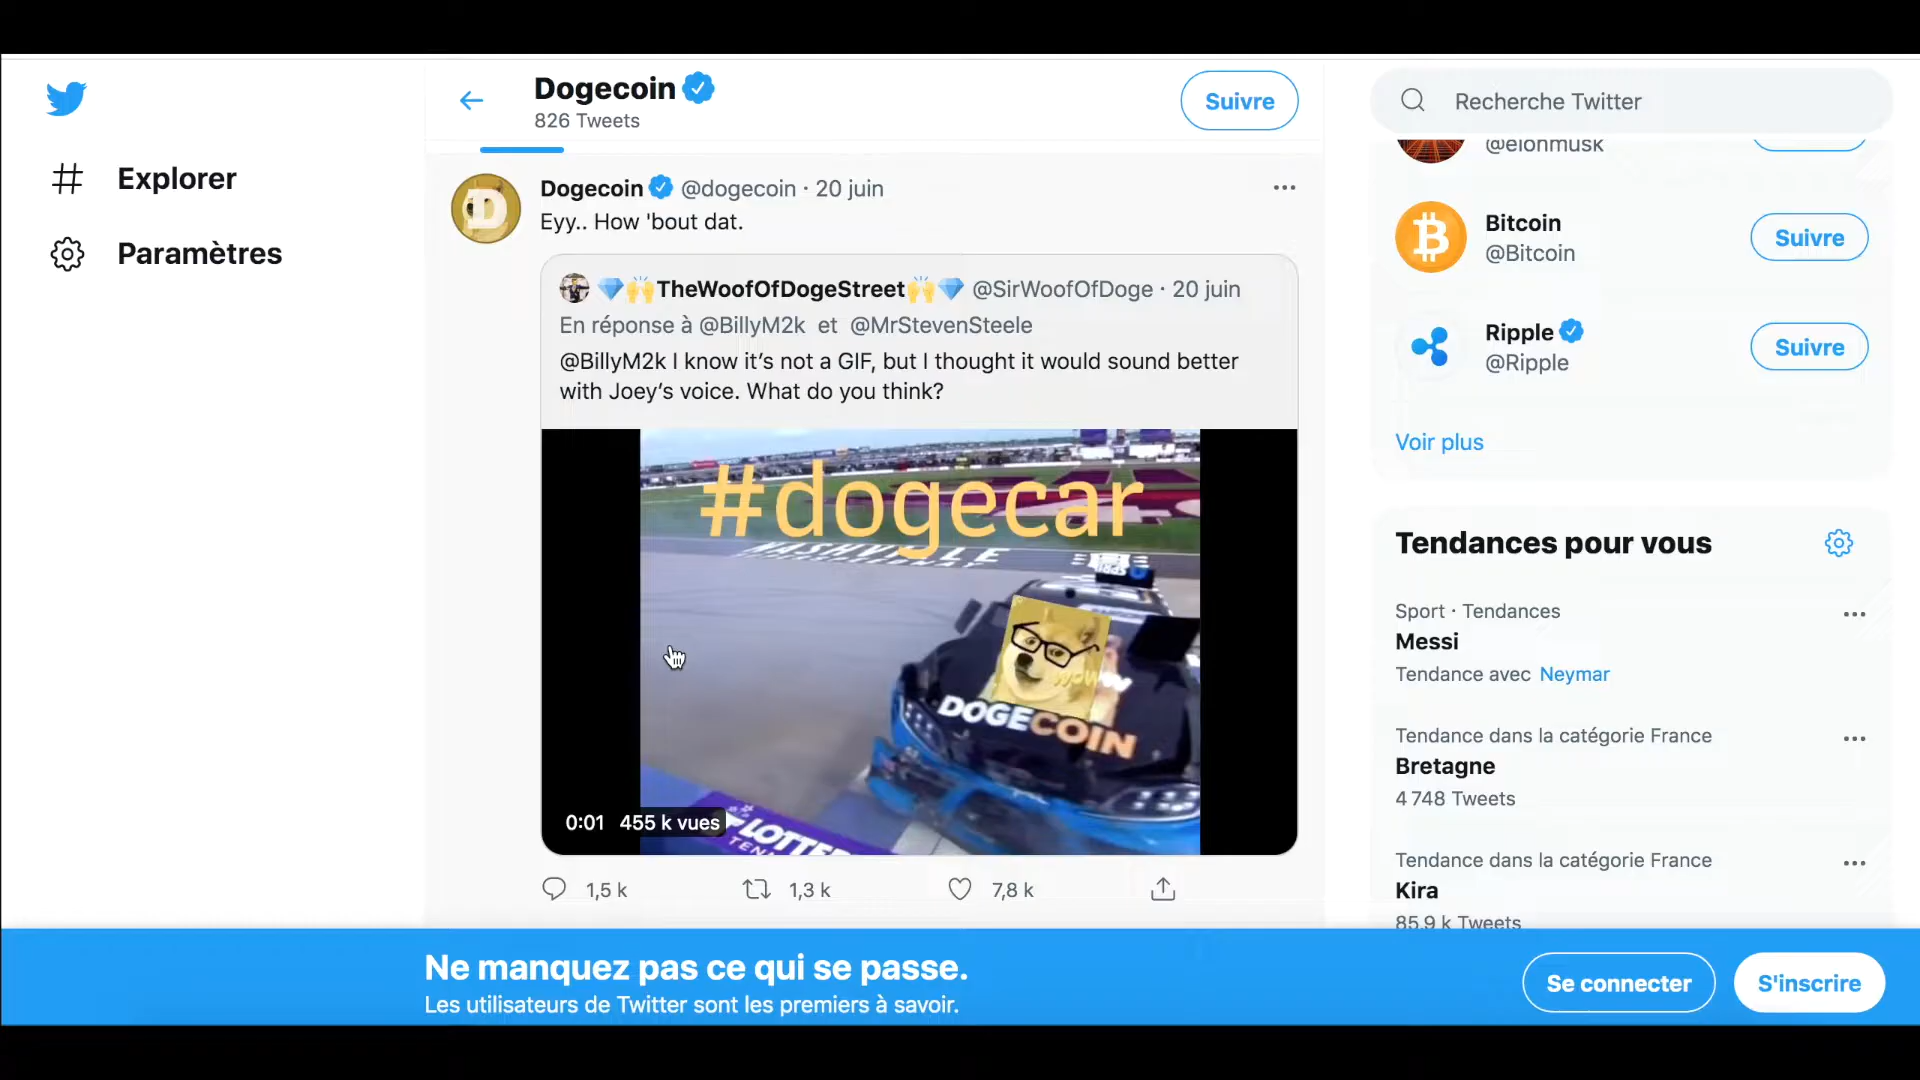 Explorer
Paramètres
Dogecoin
826 Tweets
Suivre
Dogecoin @dogecoin · 20 juin
Eyy.. How 'bout dat.
💎🙌TheWoofOfDogeStreet🙌💎 @SirWoofOfDoge · 20 juin
En réponse à @BillyM2k et @MrStevenSteele
@BillyM2k I know it's not a GIF, but I thought it would sound better
with Joey's voice. What do you think?
#dogecar
NASHVILLE
wow
DOGECOIN
0:01 455 k vues
1,5 k
1,3 k
7,8 k
Recherche Twitter
@elonmusk
Bitcoin
@Bitcoin
Suivre
Ripple
@Ripple
Suivre
Voir plus
Tendances pour vous
Sport · Tendances
Messi
Tendance avec Neymar
Tendance dans la catégorie France
Bretagne
4 748 Tweets
Tendance dans la catégorie France
Kira
85,9 k Tweets
Ne manquez pas ce qui se passe.
Les utilisateurs de Twitter sont les premiers à savoir.
Se connecter
S'inscrire